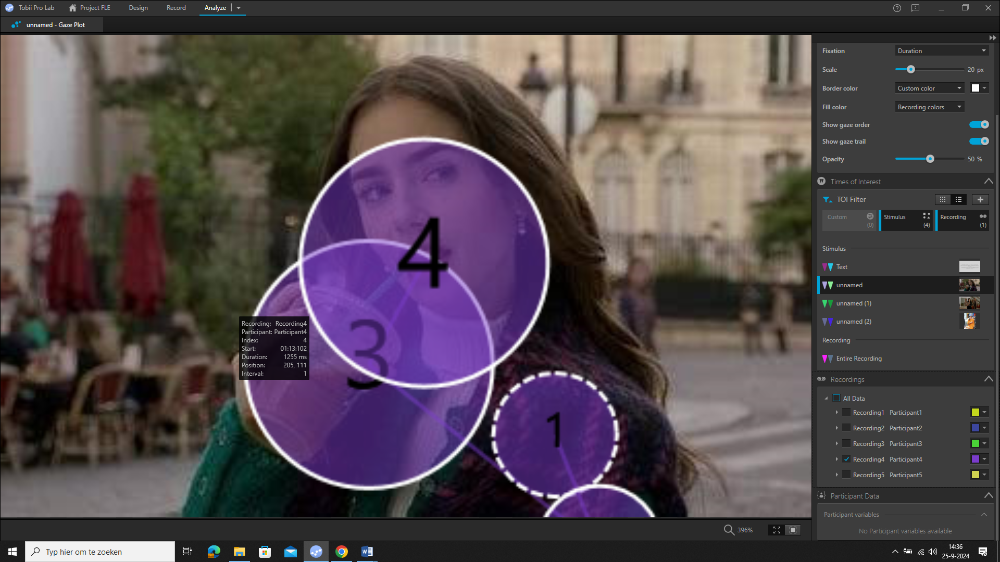 Tobii Pro Lab
Project FLE
Design
Record
Analyze
unnamed - Gaze Plot
Fixation
Duration
Scale
20 px
Border color
Custom color
Fill color
Recording colors
Show gaze order
Show gaze trail
Opacity
50 %
Times of Interest
TOI Filter
Custom
(0)
Stimulus
(4)
Recording
(1)
Stimulus
Text
unnamed
unnamed (1)
unnamed (2)
Recording
Entire Recording
Recordings
All Data
Recording1 Participant1
Recording2 Participant2
Recording3 Participant3
Recording4 Participant4
Recording5 Participant5
Participant Data
Participant variables
No Participant variables available
4
3
1
Recording: Recording4
Participant: Participant4
Index: 4
Start: 01:13:102
Duration: 1255 ms
Position: 205, 111
Interval: 1
396%
Typ hier om te zoeken
14:36
25-9-2024